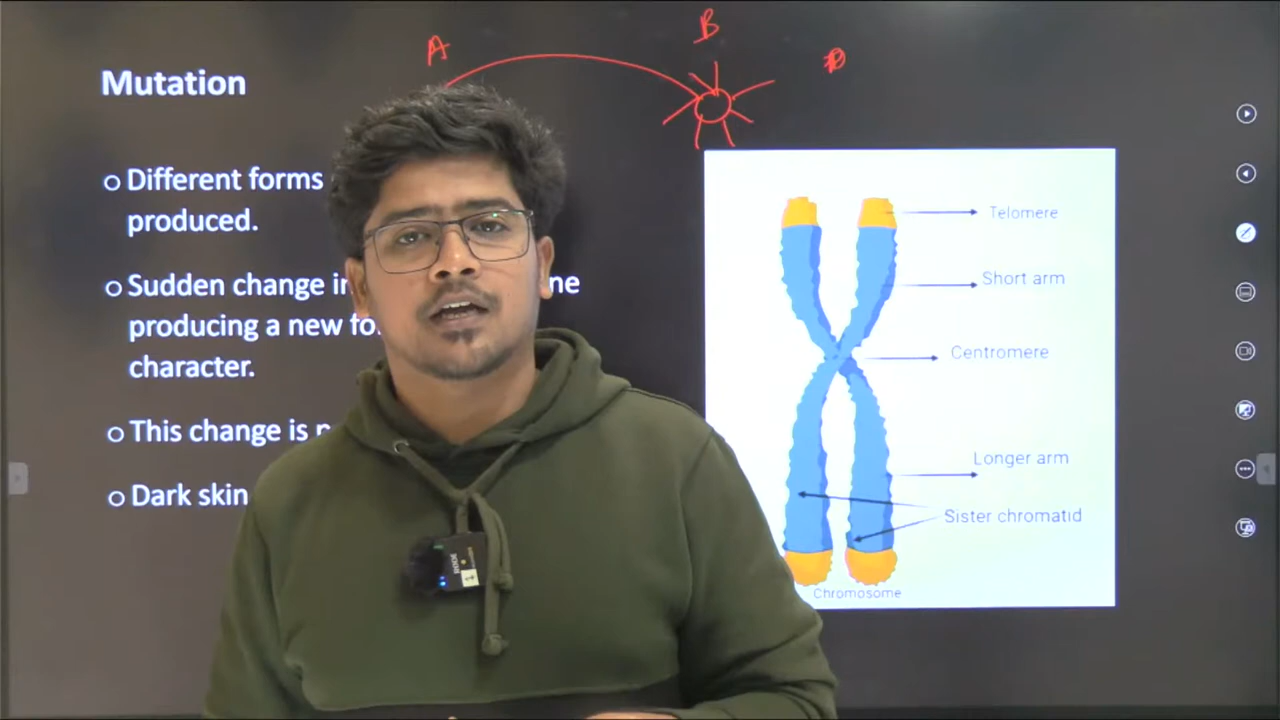 A
B
Mutation
Different forms
produced.
Sudden change in
ne
producing a new fo
character.
This change is
Dark skin
Telomere
Short arm
Centromere
Longer arm
Sister chromatid
Chromosome